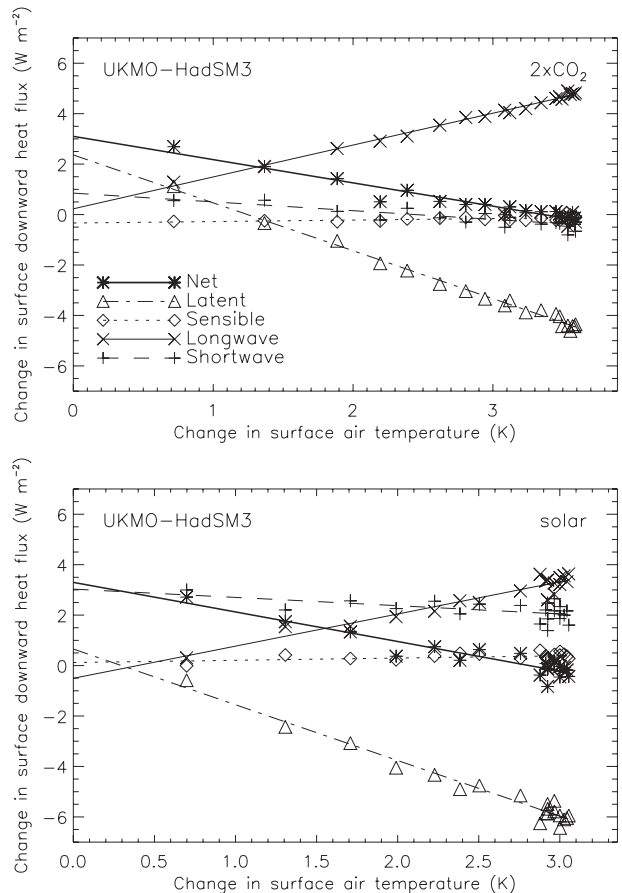 UKMO-HadSM3 2xCO₂
Change in surface downward heat flux (W m⁻²)
6
4
2
0
−2
−4
−6
Net
Latent
Sensible
Longwave
Shortwave
0 1 2 3
Change in surface air temperature (K)
UKMO-HadSM3 solar
Change in surface downward heat flux (W m⁻²)
6
4
2
0
−2
−4
−6
0.0 0.5 1.0 1.5 2.0 2.5 3.0
Change in surface air temperature (K)